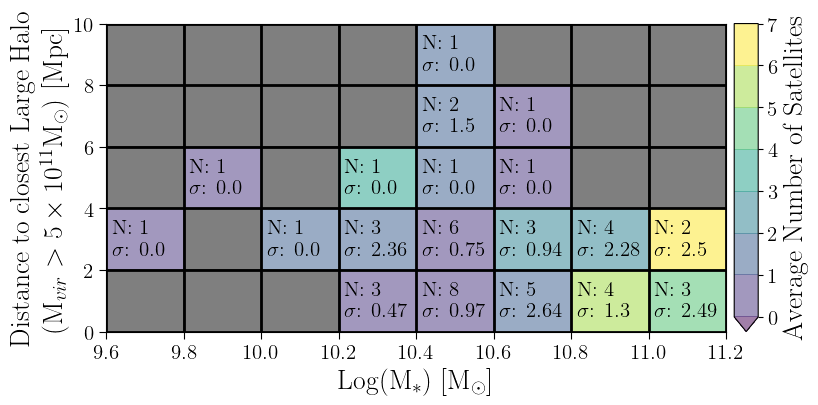 Distance to closest Large Halo
(M_vir > 5 × 10^11 M_⊙) [Mpc]
10
8
6
4
2
0
N: 1
σ: 0.0
N: 2
σ: 1.5
N: 1
σ: 0.0
N: 1
σ: 0.0
N: 1
σ: 0.0
N: 1
σ: 0.0
N: 1
σ: 0.0
N: 1
σ: 0.0
N: 1
σ: 0.0
N: 3
σ: 2.36
N: 6
σ: 0.75
N: 3
σ: 0.94
N: 4
σ: 2.28
N: 2
σ: 2.5
N: 3
σ: 0.47
N: 8
σ: 0.97
N: 5
σ: 2.64
N: 4
σ: 1.3
N: 3
σ: 2.49
9.6 9.8 10.0 10.2 10.4 10.6 10.8 11.0 11.2
Log(M_*) [M_⊙]
7
6
5
4
3
2
1
0
Average Number of Satellites